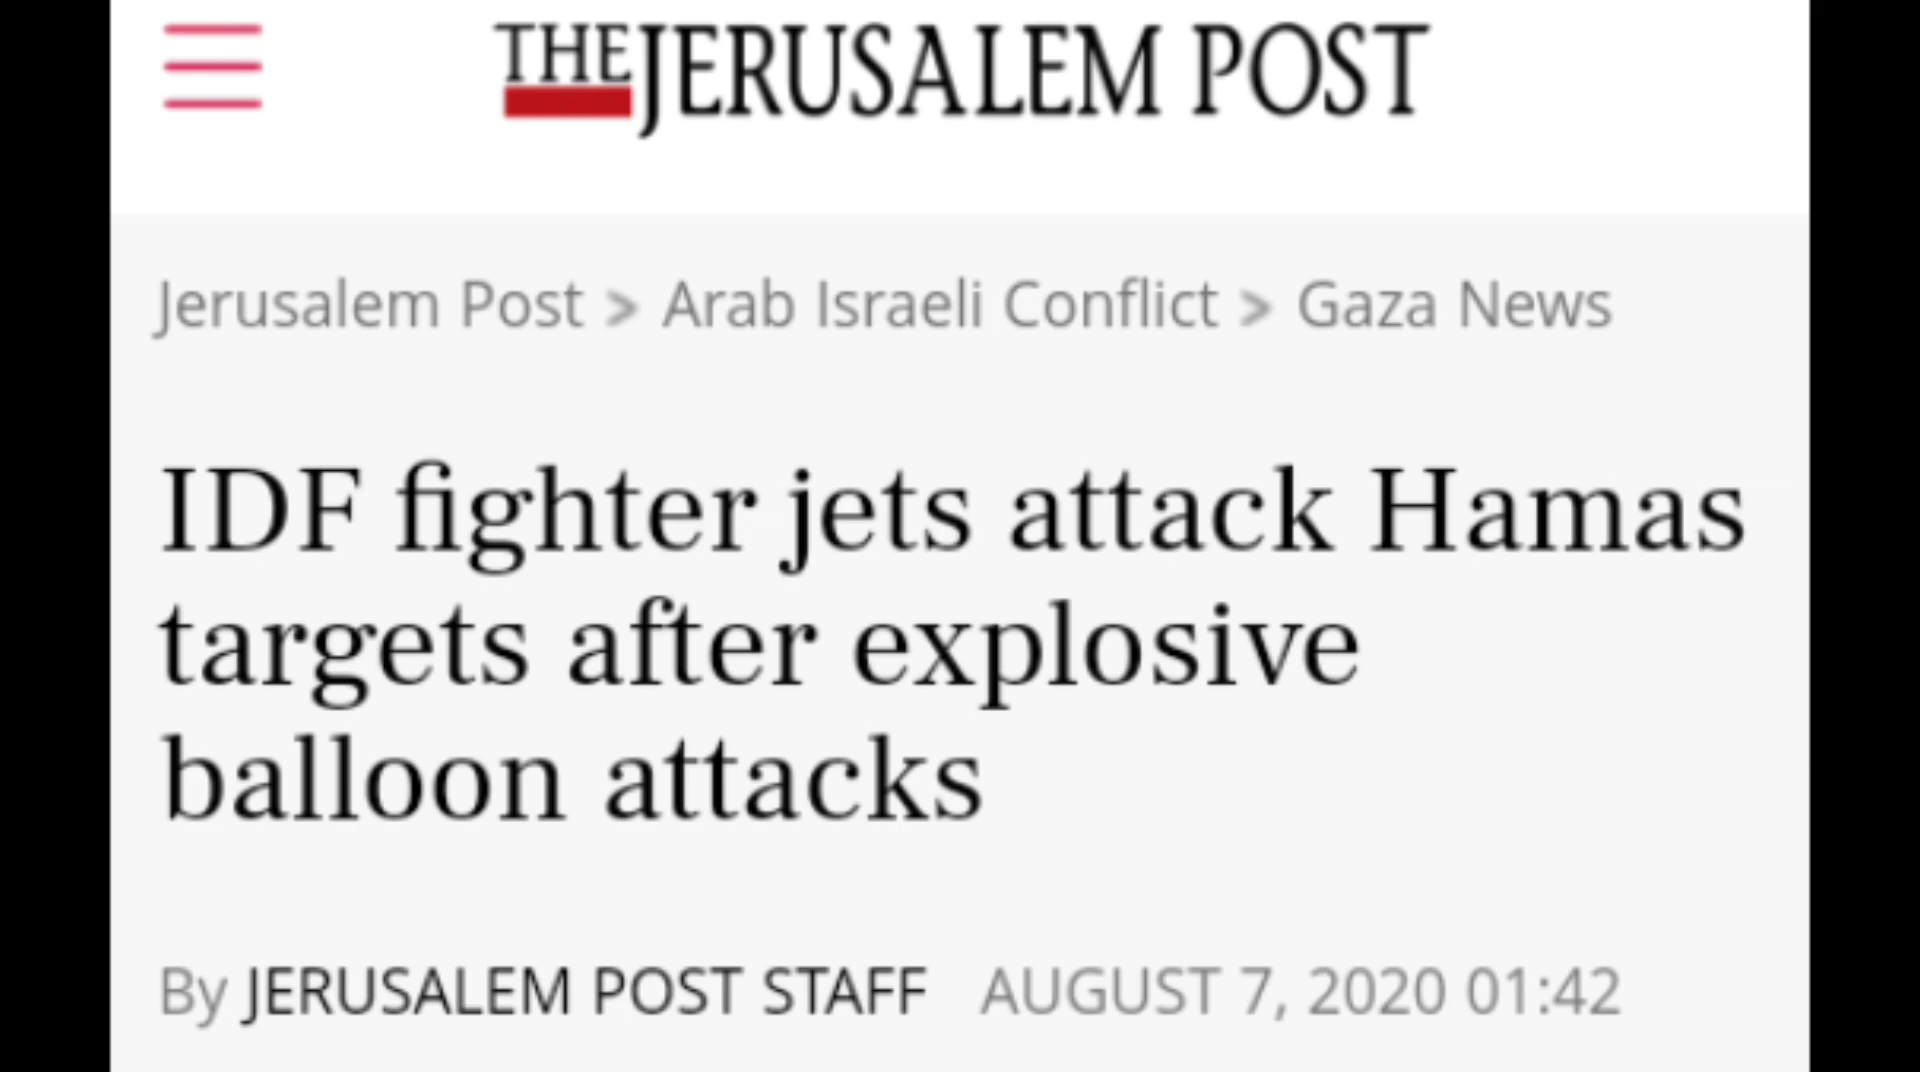 THE JERUSALEM POST
Jerusalem Post > Arab Israeli Conflict > Gaza News
IDF fighter jets attack Hamas
targets after explosive
balloon attacks
By JERUSALEM POST STAFF AUGUST 7, 2020 01:42